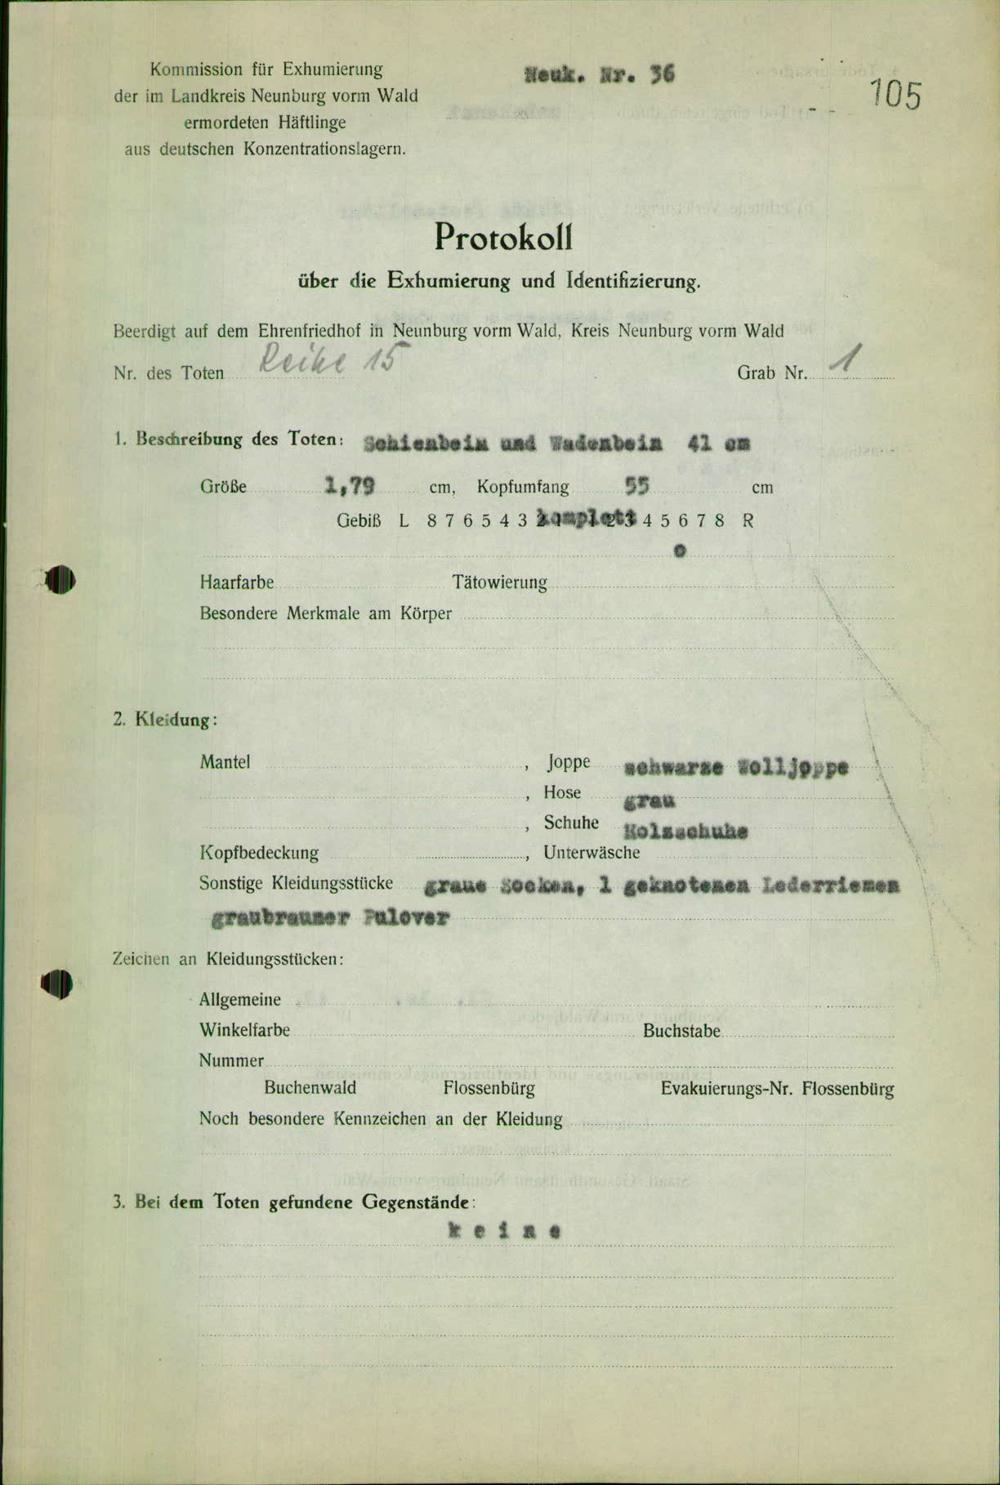 Kommission für Exhumierung
der im Landkreis Neunburg vorm Wald
ermordeten Häftlinge
aus deutschen Konzentrationslagern.
Neuk. Nr. 36
105
Protokoll
über die Exhumierung und Identifizierung.
Beerdigt auf dem Ehrenfriedhof in Neunburg vorm Wald, Kreis Neunburg vorm Wald
Nr. des Toten Reihe 15 Grab Nr. 1
1. Beschreibung des Toten: Schienbein und Wadenbein 41 cm
Größe 1,79 cm, Kopfumfang 55 cm
Gebiß L 8 7 6 5 4 3 komplett 4 5 6 7 8 R
o
Haarfarbe Tätowierung
Besondere Merkmale am Körper
2. Kleidung:
Mantel , Joppe schwarze Wolljoppe
, Hose grau
, Schuhe Holzschuhe
Kopfbedeckung , Unterwäsche
Sonstige Kleidungsstücke graue Socken, 1 geknotenen Lederriemen
graubrauner Pulover
Zeichen an Kleidungsstücken:
Allgemeine
Winkelfarbe Buchstabe
Nummer
Buchenwald Flossenbürg Evakuierungs-Nr. Flossenbürg
Noch besondere Kennzeichen an der Kleidung
3. Bei dem Toten gefundene Gegenstände:
k e i n e